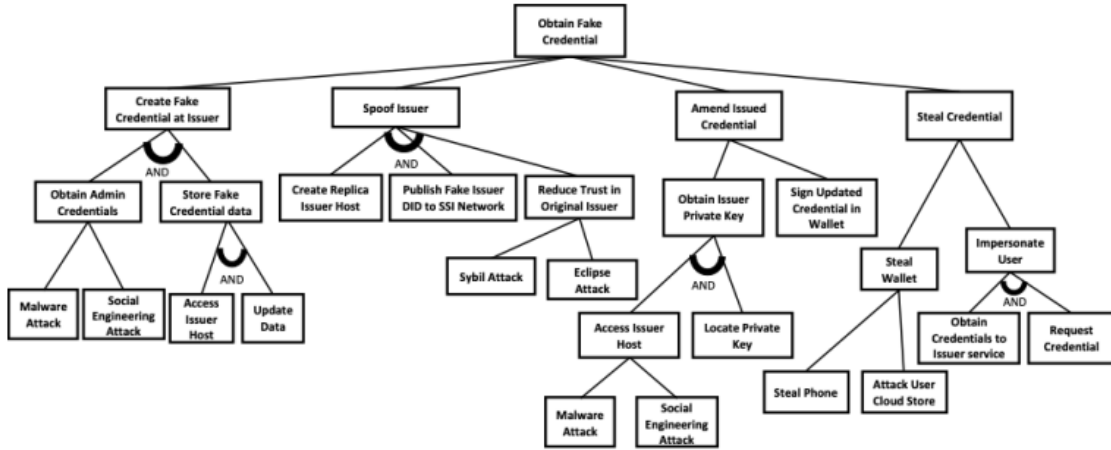 Obtain Fake
Credential
Create Fake
Credential at Issuer
Spoof Issuer
Amend Issued
Credential
Steal Credential
AND
AND
Obtain Admin
Credentials
Store Fake
Credential data
Create Replica
Issuer Host
Publish Fake Issuer
DID to SSI Network
Reduce Trust in
Original Issuer
Obtain Issuer
Private Key
Sign Updated
Credential in
Wallet
Steal
Wallet
Impersonate
User
AND
AND
AND
Sybil Attack
Eclipse
Attack
Malware
Attack
Social
Engineering
Attack
Access
Issuer
Host
Update
Data
Access Issuer
Host
Locate Private
Key
Obtain
Credentials to
Issuer service
Request
Credential
Steal Phone
Attack User
Cloud Store
Malware
Attack
Social
Engineering
Attack